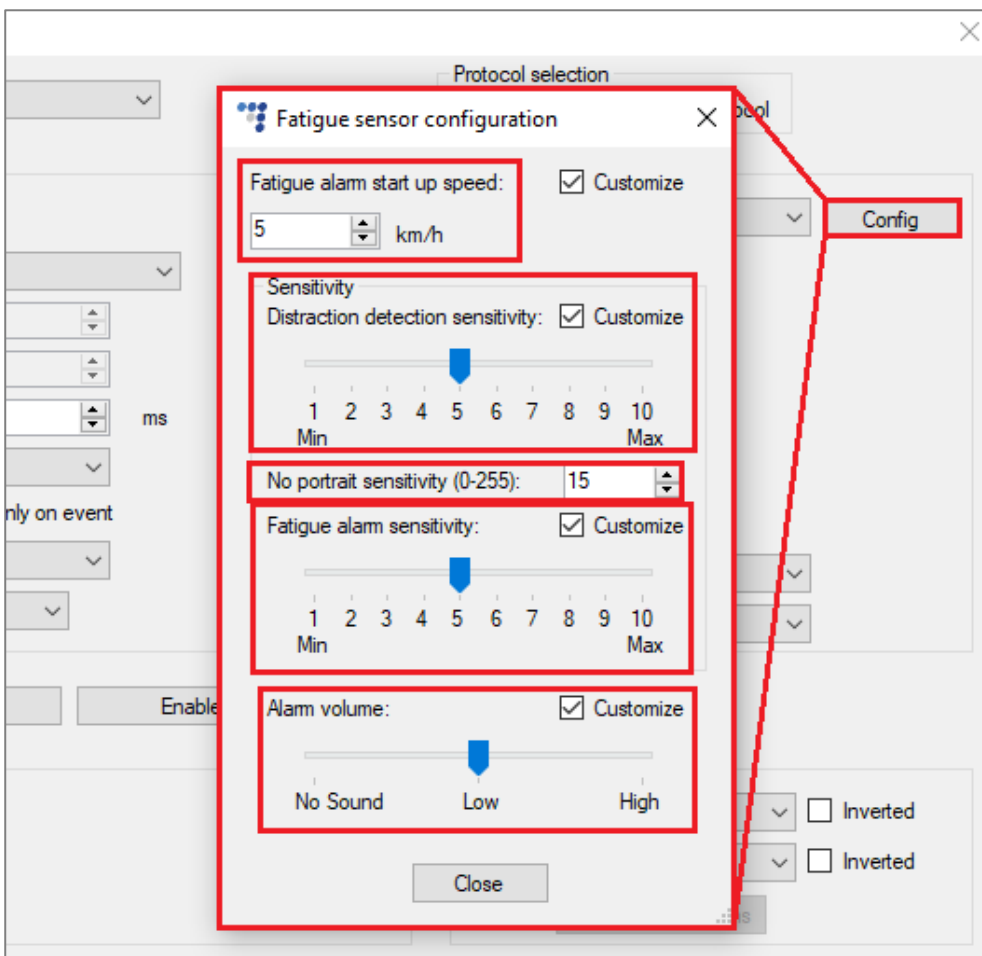 Protocol selection
Fatigue sensor configuration
Fatigue alarm start up speed:
Customize
5
km/h
Config
Sensitivity
Distraction detection sensitivity:
Customize
1 2 3 4 5 6 7 8 9 10
Min Max
ms
No portrait sensitivity (0-255):
15
only on event
Fatigue alarm sensitivity:
Customize
1 2 3 4 5 6 7 8 9 10
Min Max
Enable
Alarm volume:
Customize
No Sound Low High
Inverted
Inverted
Close